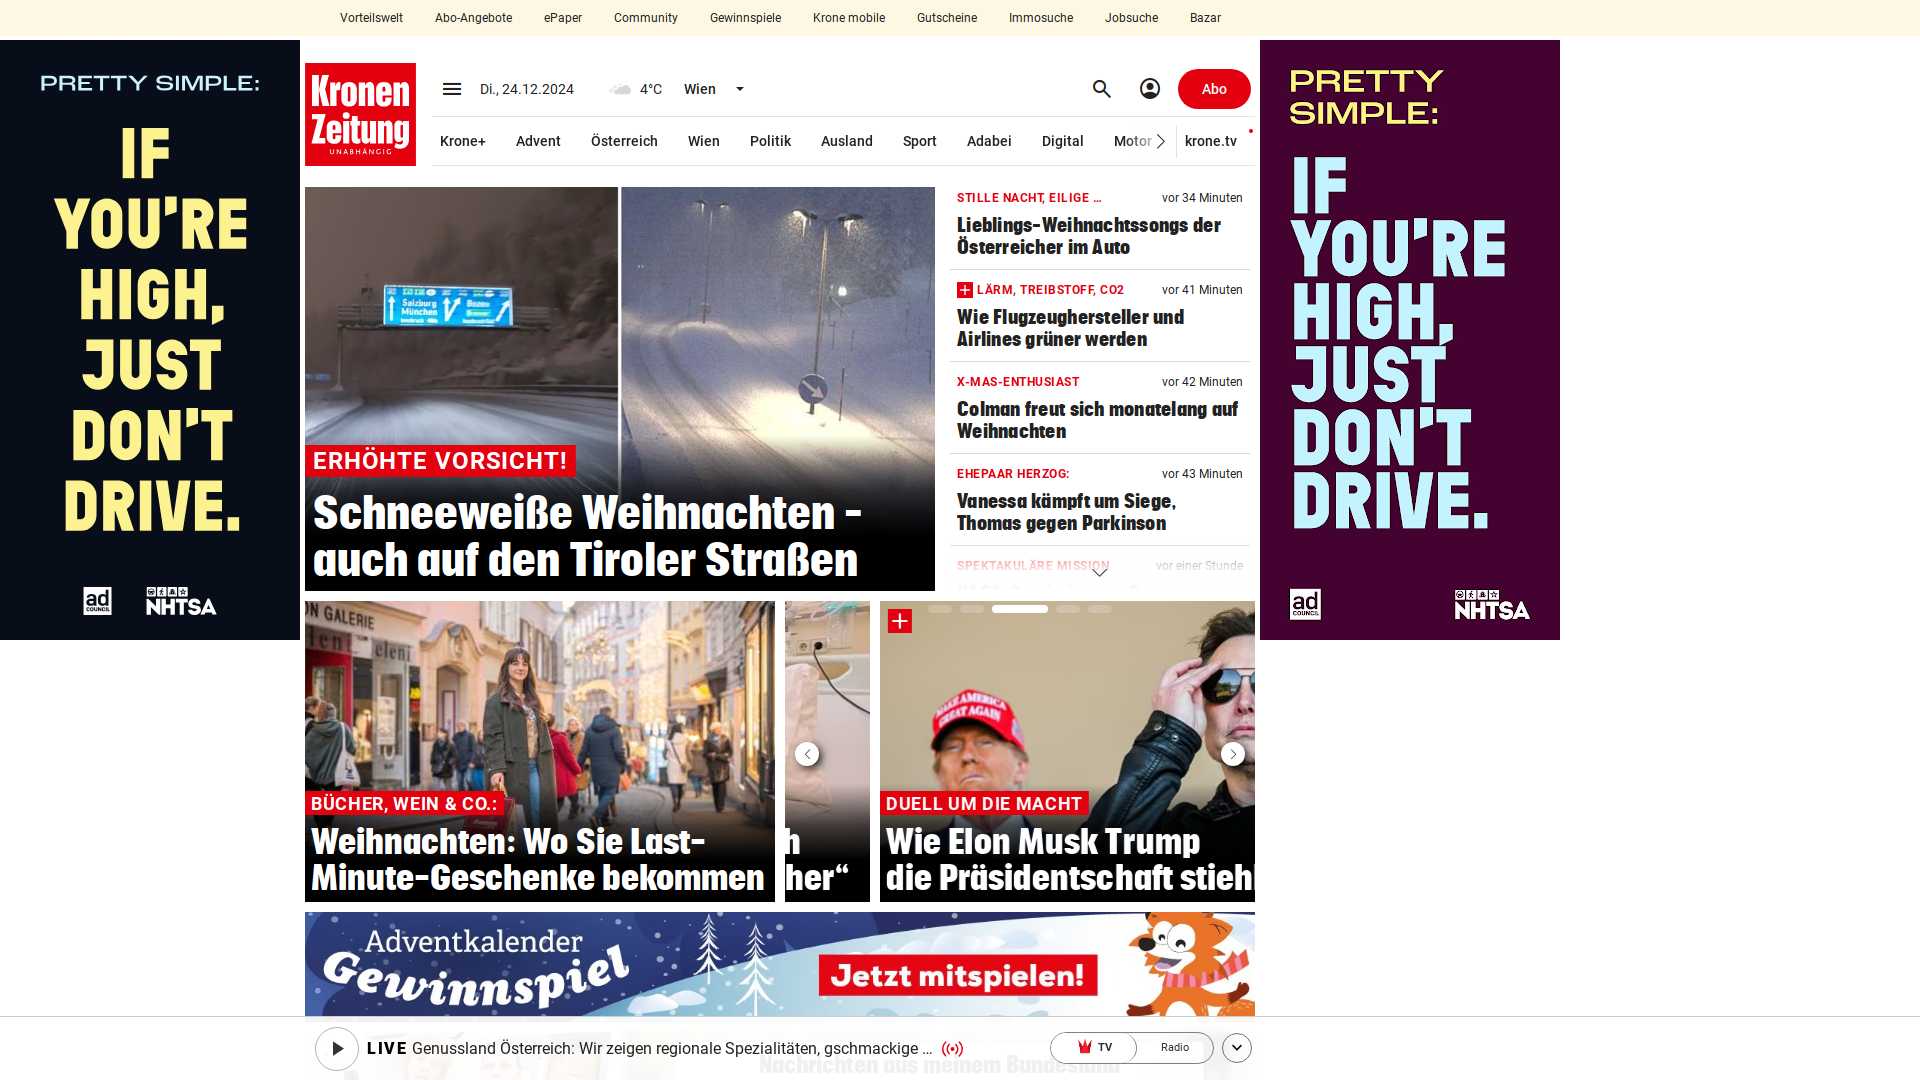 Vorteilswelt Abo-Angebote ePaper Community Gewinnspiele Krone mobile Gutscheine Immosuche Jobsuche Bazar
PRETTY SIMPLE:
IF
YOU'RE
HIGH,
JUST
DON'T
DRIVE.
ad
COUNCIL
NHTSA
Kronen
Zeitung
UNABHÄNGIG
Di., 24.12.2024 4°C Wien
Abo
Krone+ Advent Österreich Wien Politik Ausland Sport Adabei Digital Motor krone.tv
Salzburg
München
Bozen
ERHÖHTE VORSICHT!
Schneeweiße Weihnachten –
auch auf den Tiroler Straßen
STILLE NACHT, EILIGE ... vor 34 Minuten
Lieblings-Weihnachtssongs der
Österreicher im Auto
LÄRM, TREIBSTOFF, CO2 vor 41 Minuten
Wie Flugzeughersteller und
Airlines grüner werden
X-MAS-ENTHUSIAST vor 42 Minuten
Colman freut sich monatelang auf
Weihnachten
EHEPAAR HERZOG: vor 43 Minuten
Vanessa kämpft um Siege,
Thomas gegen Parkinson
SPEKTAKULÄRE MISSION vor einer Stunde
GALERIE
BÜCHER, WEIN & CO.:
Weihnachten: Wo Sie Last-
Minute-Geschenke bekommen
h
her“
MAKE AMERICA
GREAT AGAIN
DUELL UM DIE MACHT
Wie Elon Musk Trump
die Präsidentschaft stiehl
Adventkalender
Gewinnspiel
Jetzt mitspielen!
LIVE Genussland Österreich: Wir zeigen regionale Spezialitäten, gschmackige ...
TV Radio
Nachrichten aus meinem Bundesland
PRETTY
SIMPLE:
IF
YOU'RE
HIGH,
JUST
DON'T
DRIVE.
ad
COUNCIL
NHTSA